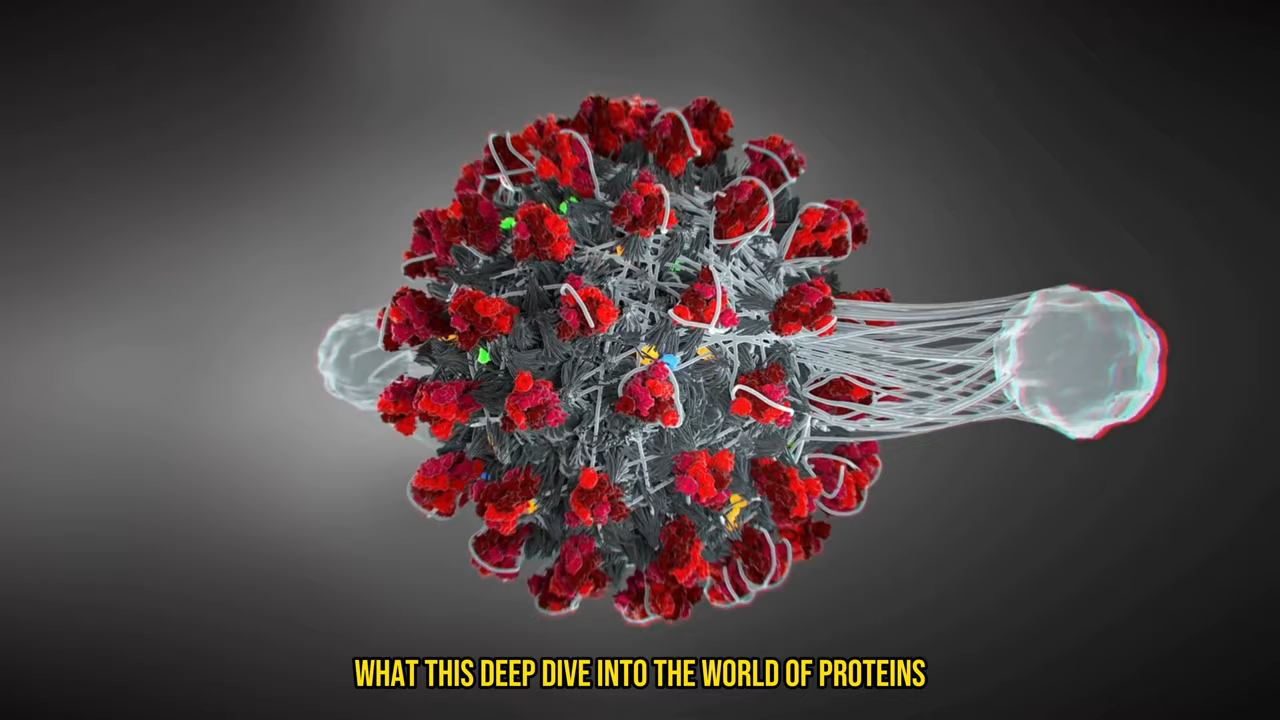 WHAT THIS DEEP DIVE INTO THE WORLD OF PROTEINS